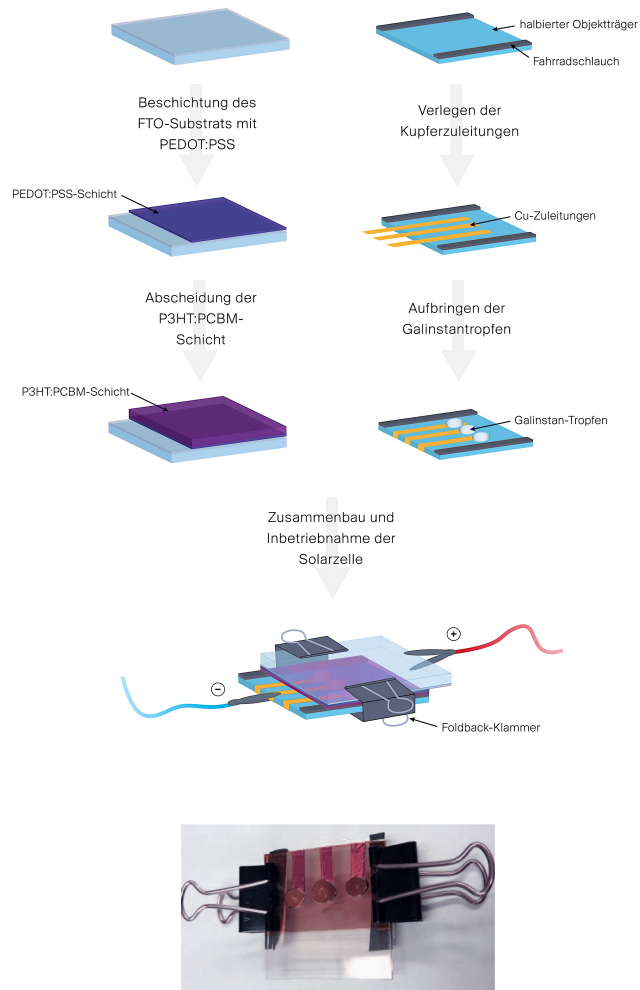 halbierter Objektträger
Fahrradschlauch
Beschichtung des
FTO-Substrats mit
PEDOT:PSS
Verlegen der
Kupferzuleitungen
PEDOT:PSS-Schicht
Cu-Zuleitungen
Abscheidung der
P3HT:PCBM-
Schicht
Aufbringen der
Galinstantropfen
P3HT:PCBM-Schicht
Galinstan-Tropfen
Zusammenbau und
Inbetriebnahme der
Solarzelle
+
−
Foldback-Klammer